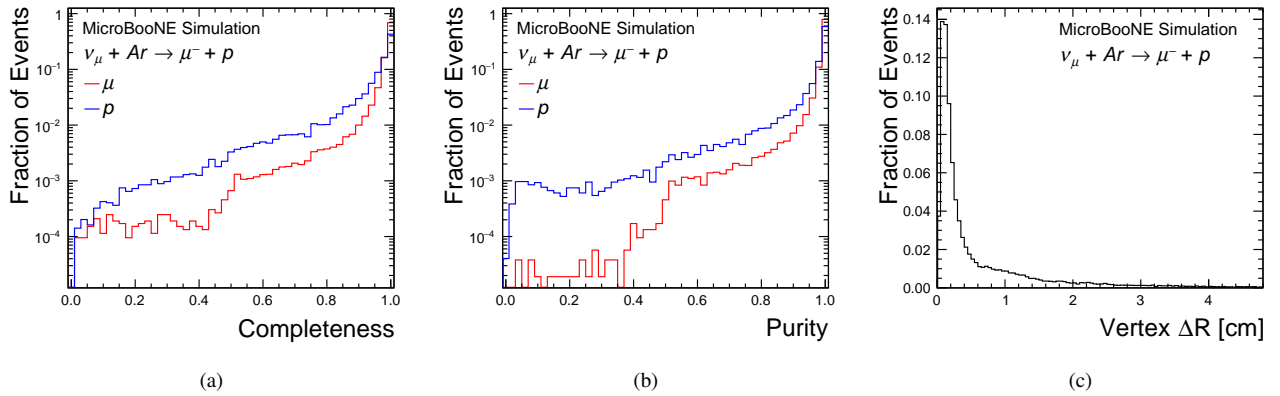 MicroBooNE Simulation
νμ + Ar → μ− + p
μ
p
Fraction of Events
1
10−1
10−2
10−3
10−4
0.0 0.2 0.4 0.6 0.8 1.0
Completeness
(a)
MicroBooNE Simulation
νμ + Ar → μ− + p
μ
p
Fraction of Events
1
10−1
10−2
10−3
10−4
0.0 0.2 0.4 0.6 0.8 1.0
Purity
(b)
MicroBooNE Simulation
νμ + Ar → μ− + p
Fraction of Events
0.14
0.12
0.10
0.08
0.06
0.04
0.02
0.00
0 1 2 3 4
Vertex ΔR [cm]
(c)